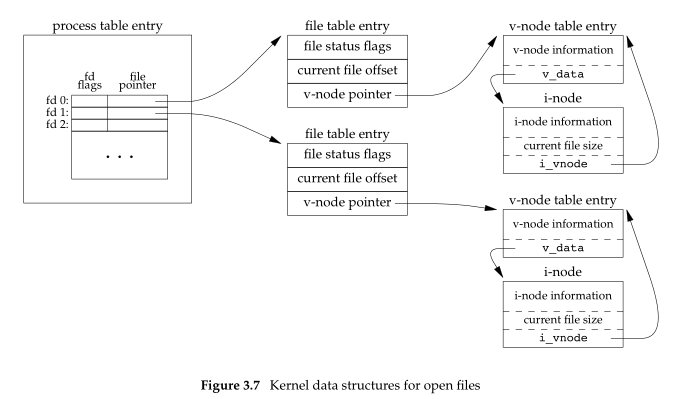 process table entry
fd
flags
file
pointer
fd 0:
fd 1:
fd 2:
. . .
file table entry
file status flags
current file offset
v-node pointer
file table entry
file status flags
current file offset
v-node pointer
v-node table entry
v-node information
v_data
i-node
i-node information
current file size
i_vnode
v-node table entry
v-node information
v_data
i-node
i-node information
current file size
i_vnode
Figure 3.7 Kernel data structures for open files